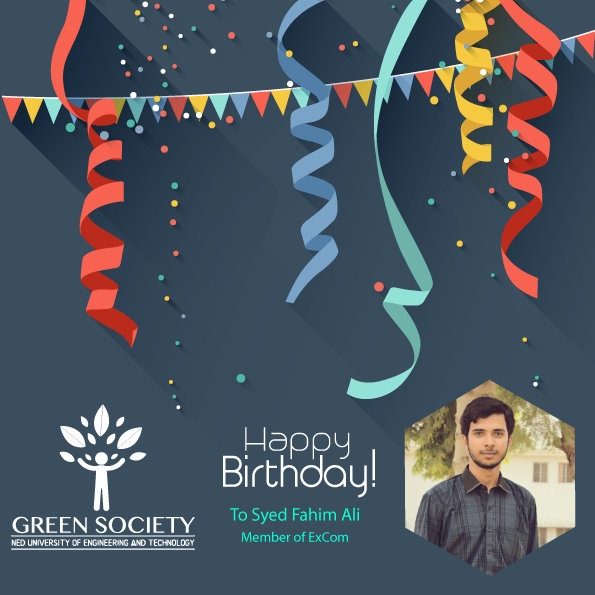 Happy
Birthday!
To Syed Fahim Ali
Member of ExCom
GREEN SOCIETY
NED UNIVERSITY OF ENGINEERING AND TECHNOLOGY